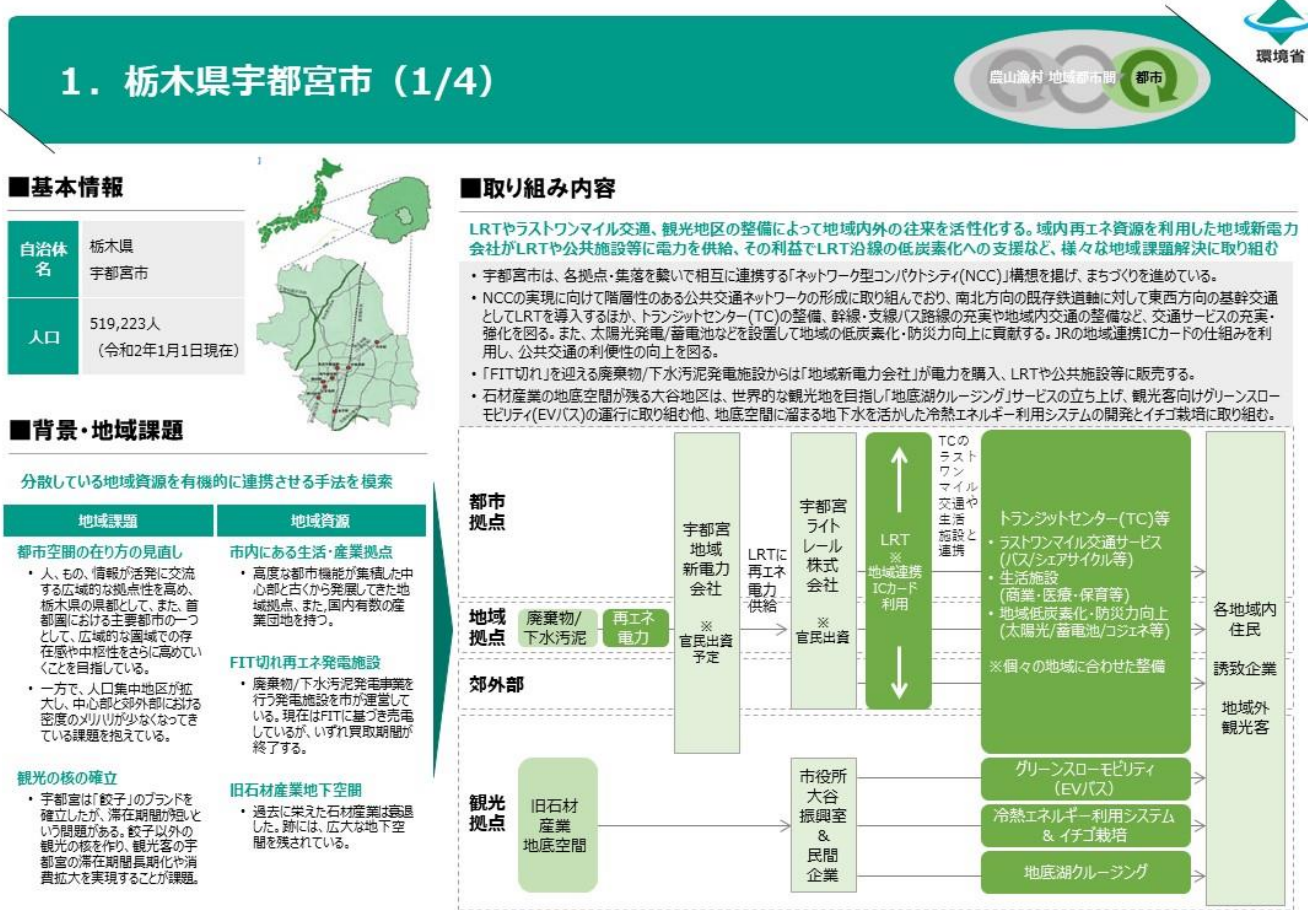 1. 栃木県宇都宮市（1/4）
農山漁村 地域都市間 都市
環境省
■基本情報
自治体名
栃木県
宇都宮市
人口
519,223人
（令和2年1月1日現在）
■背景・地域課題
分散している地域資源を有機的に連携させる手法を模索
地域課題
都市空間の在り方の見直し
・人、もの、情報が活発に交流
する広域的な拠点性を高め、
栃木県の県都として、また、首
都圏における主要都市の一つ
として、広域的な圏域での存
在感や中枢性をさらに高めてい
くことを目指している。
・一方で、人口集中地区が拡
大し、中心部と郊外部における
密度のメリハリが少なくなってき
ている課題を抱えている。
観光の核の確立
・宇都宮は「餃子」のブランドを
確立したが、滞在期間が短いと
いう問題がある。餃子以外の
観光の核を作り、観光客の宇
都宮の滞在期間長期化や消
費拡大を実現することが課題。
地域資源
市内にある生活・産業拠点
・高度な都市機能が集積した中
心部と古くから発展してきた地
域拠点、また、国内有数の産
業団地を持つ。
FIT切れ再エネ発電施設
・廃棄物/下水汚泥発電事業を
行う発電施設を市が運営して
いる。現在はFITに基づき売電
しているが、いずれ買取期間が
終了する。
旧石材産業地下空間
・過去に栄えた石材産業は衰退
した。跡には、広大な地下空
間を残されている。
■取り組み内容
LRTやラストワンマイル交通、観光地区の整備によって地域内外の往来を活性化する。域内再エネ資源を利用した地域新電力
会社がLRTや公共施設等に電力を供給、その利益でLRT沿線の低炭素化への支援など、様々な地域課題解決に取り組む
・宇都宮市は、各拠点・集落を繋いで相互に連携する「ネットワーク型コンパクトシティ(NCC)」構想を掲げ、まちづくりを進めている。
・NCCの実現に向けて階層性のある公共交通ネットワークの形成に取り組んでおり、南北方向の既存鉄道軸に対して東西方向の基幹交通
としてLRTを導入するほか、トランジットセンター(TC)の整備、幹線・支線バス路線の充実や地域内交通の整備など、交通サービスの充実・
強化を図る。また、太陽光発電/蓄電池などを設置して地域の低炭素化・防災力向上に貢献する。JRの地域連携ICカードの仕組みを利
用し、公共交通の利便性の向上を図る。
・「FIT切れ」を迎える廃棄物/下水汚泥発電施設からは「地域新電力会社」が電力を購入、LRTや公共施設等に販売する。
・石材産業の地底空間が残る大谷地区は、世界的な観光地を目指し「地底湖クルージング」サービスの立ち上げ、観光客向けグリーンスロー
モビリティ(EVバス)の運行に取り組む他、地底空間に溜まる地下水を活かした冷熱エネルギー利用システムの開発とイチゴ栽培に取り組む。
都市
拠点
地域
拠点
郊外部
観光
拠点
廃棄物/
下水汚泥
再エネ
電力
宇都宮
地域
新電力
会社
※
官民出資
予定
LRTに
再エネ
電力
供給
宇都宮
ライト
レール
株式
会社
※
官民出資
LRT
※
地域連携
ICカード
利用
TCの
ラスト
ワン
マイル
交通や
生活
施設と
連携
トランジットセンター(TC)等
・ラストワンマイル交通サービス
(バス/シェアサイクル等)
・生活施設
(商業・医療・保育等)
・地域低炭素化・防災力向上
(太陽光/蓄電池/コジェネ等)
※個々の地域に合わせた整備
旧石材
産業
地底空間
市役所
大谷
振興室
&
民間
企業
グリーンスローモビリティ
(EVバス)
冷熱エネルギー利用システム
& イチゴ栽培
地底湖クルージング
各地域内
住民
誘致企業
地域外
観光客